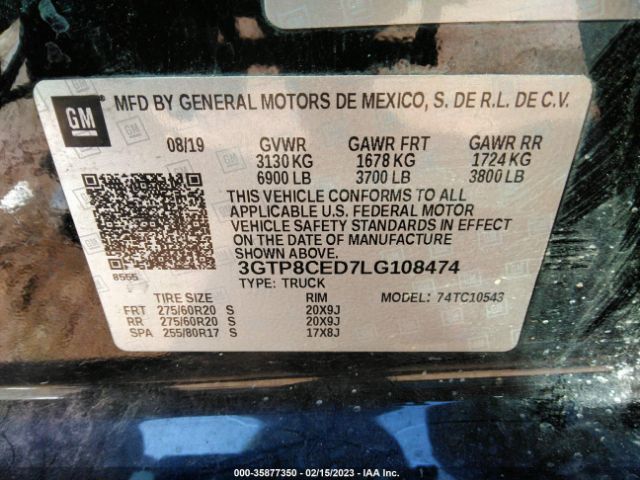 GM
MFD BY GENERAL MOTORS DE MEXICO, S. DE R.L. DE C.V.
08/19 GVWR GAWR FRT GAWR RR
3130 KG 1678 KG 1724 KG
6900 LB 3700 LB 3800 LB
THIS VEHICLE CONFORMS TO ALL
APPLICABLE U.S. FEDERAL MOTOR
VEHICLE SAFETY STANDARDS IN EFFECT
ON THE DATE OF MANUFACTURE SHOWN ABOVE.
8555 3GTP8CED7LG108474
TYPE: TRUCK MODEL: 74TC10543
TIRE SIZE RIM
FRT 275/60R20 S 20X9J
RR 275/60R20 S 20X9J
SPA 255/80R17 S 17X8J
000-35877350 - 02/15/2023 - IAA Inc.